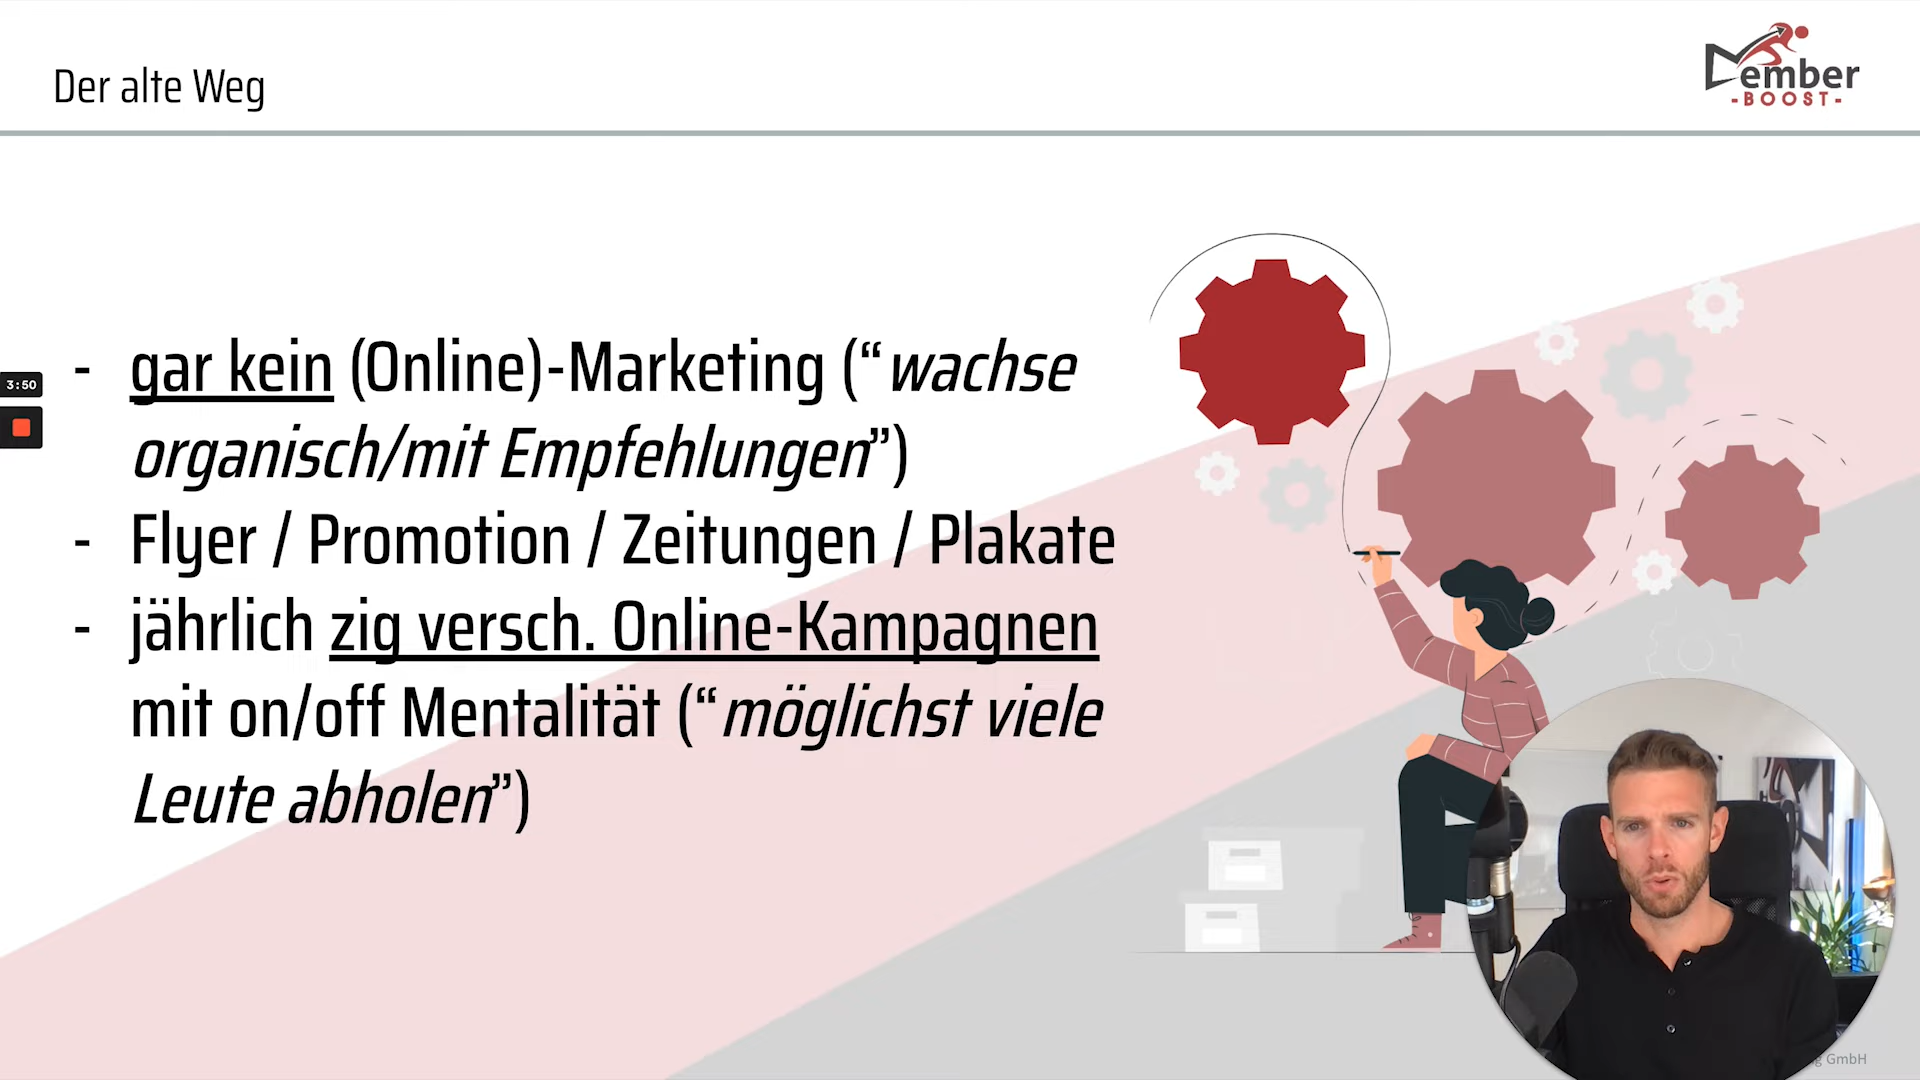 Der alte Weg
Member
-BOOST-
- gar kein (Online)-Marketing (“wachse
organisch/mit Empfehlungen”)
- Flyer / Promotion / Zeitungen / Plakate
- jährlich zig versch. Online-Kampagnen
mit on/off Mentalität (“möglichst viele
Leute abholen”)
3:50
GmbH